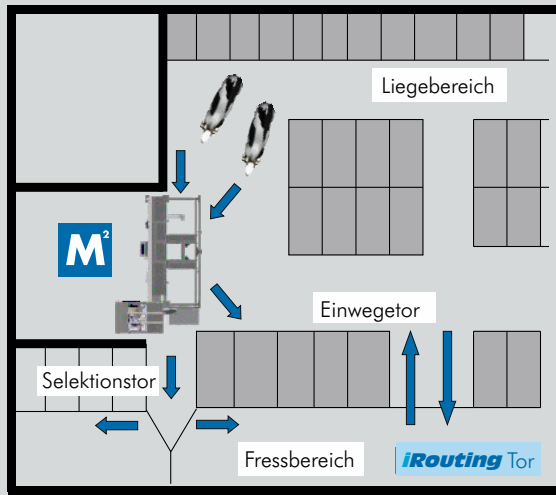 Liegebereich
M²
Einwegetor
Selektionstor
Fressbereich
iRouting Tor